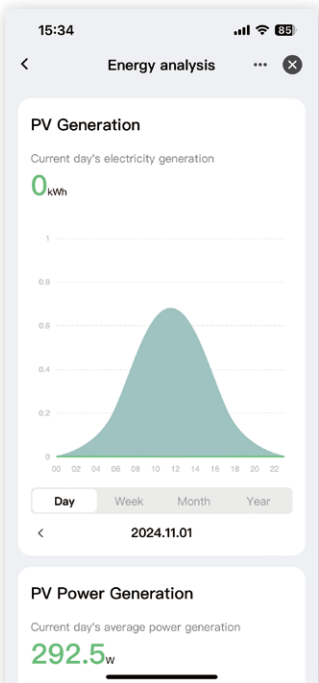 15:34
85
Energy analysis
PV Generation
Current day's electricity generation
0kWh
1
0.8
0.6
0.4
0.2
0
00 02 04 06 08 10 12 14 16 18 20 22
Day Week Month Year
2024.11.01
PV Power Generation
Current day's average power generation
292.5w